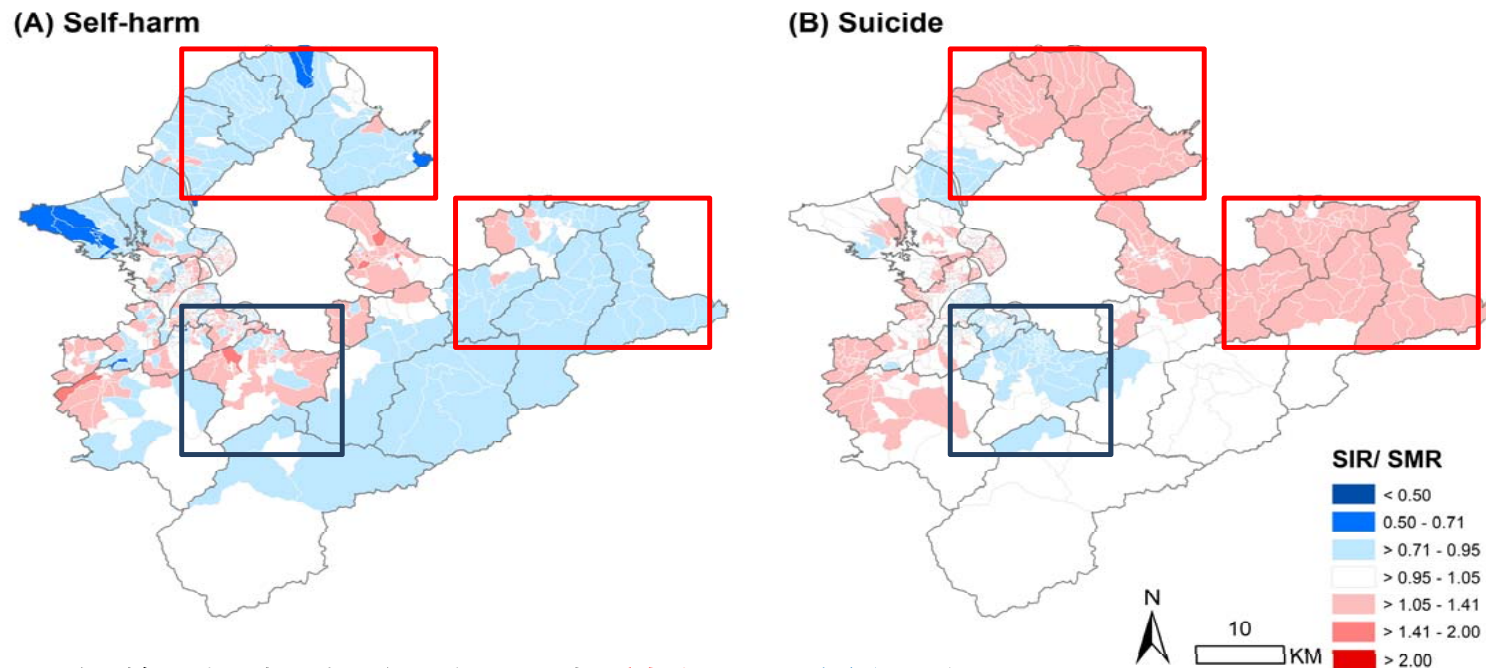 (A) Self-harm
(B) Suicide
SIR/ SMR
< 0.50
0.50 - 0.71
> 0.71 - 0.95
> 0.95 - 1.05
> 1.05 - 1.41
> 1.41 - 2.00
> 2.00
N
10
KM